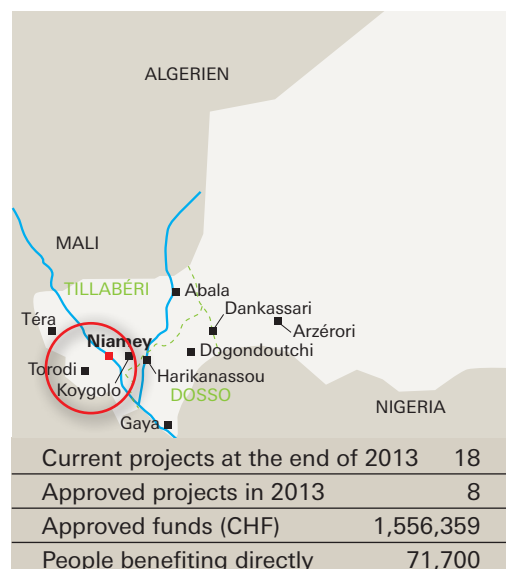 ALGERIEN
MALI
TILLABÉRI
Abala
Dankassari
Téra
Arzérori
Niamey
Dogondoutchi
Torodi
Harikanassou
Koygolo
DOSSO
NIGERIA
Gaya
Current projects at the end of 2013 18
Approved projects in 2013 8
Approved funds (CHF) 1,556,359
People benefiting directly 71,700